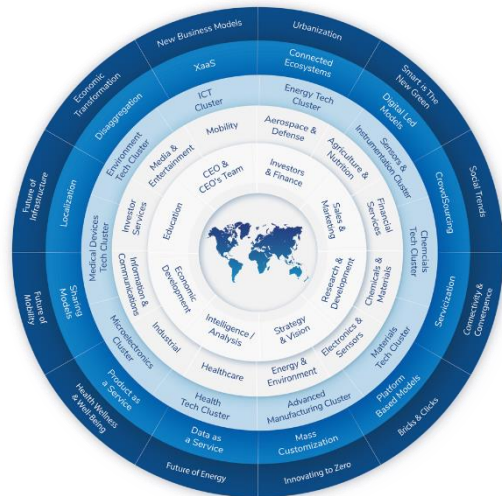 Urbanization
Smart is The
New Green
Social Trends
Connectivity &
Convergence
Bricks & Clicks
Innovating to Zero
Future of Energy
Health Wellness
& Well-Being
Future of
Mobility
Future of
Infrastructure
Economic
Transformation
New Business Models
Connected
Ecosystems
Digital Led
Models
CrowdSourcing
Servicization
Platform
Based Models
Mass
Customization
Data as
a Service
Product as
a Service
Sharing
Models
Localization
Disaggregation
XaaS
Energy Tech
Cluster
Sensors &
Instrumentation Cluster
Chemcials
Tech Cluster
Materials
Tech Cluster
Advanced
Manufacturing Cluster
Health
Tech Cluster
Microelectronics
Cluster
Medical Devices
Tech Cluster
Environment
Tech Cluster
ICT
Cluster
Aerospace &
Defense
Agriculture &
Nutrition
Financial
Services
Chemicals
& Materials
Electronics &
Sensors
Energy &
Environment
Healthcare
Industrial
Information &
Communications
Investor
Services
Media &
Entertainment
Mobility
Investors
& Finance
Sales &
Marketing
Research &
Development
Strategy
& Vision
Intelligence /
Analysis
Economic
Development
Education
CEO &
CEO's Team